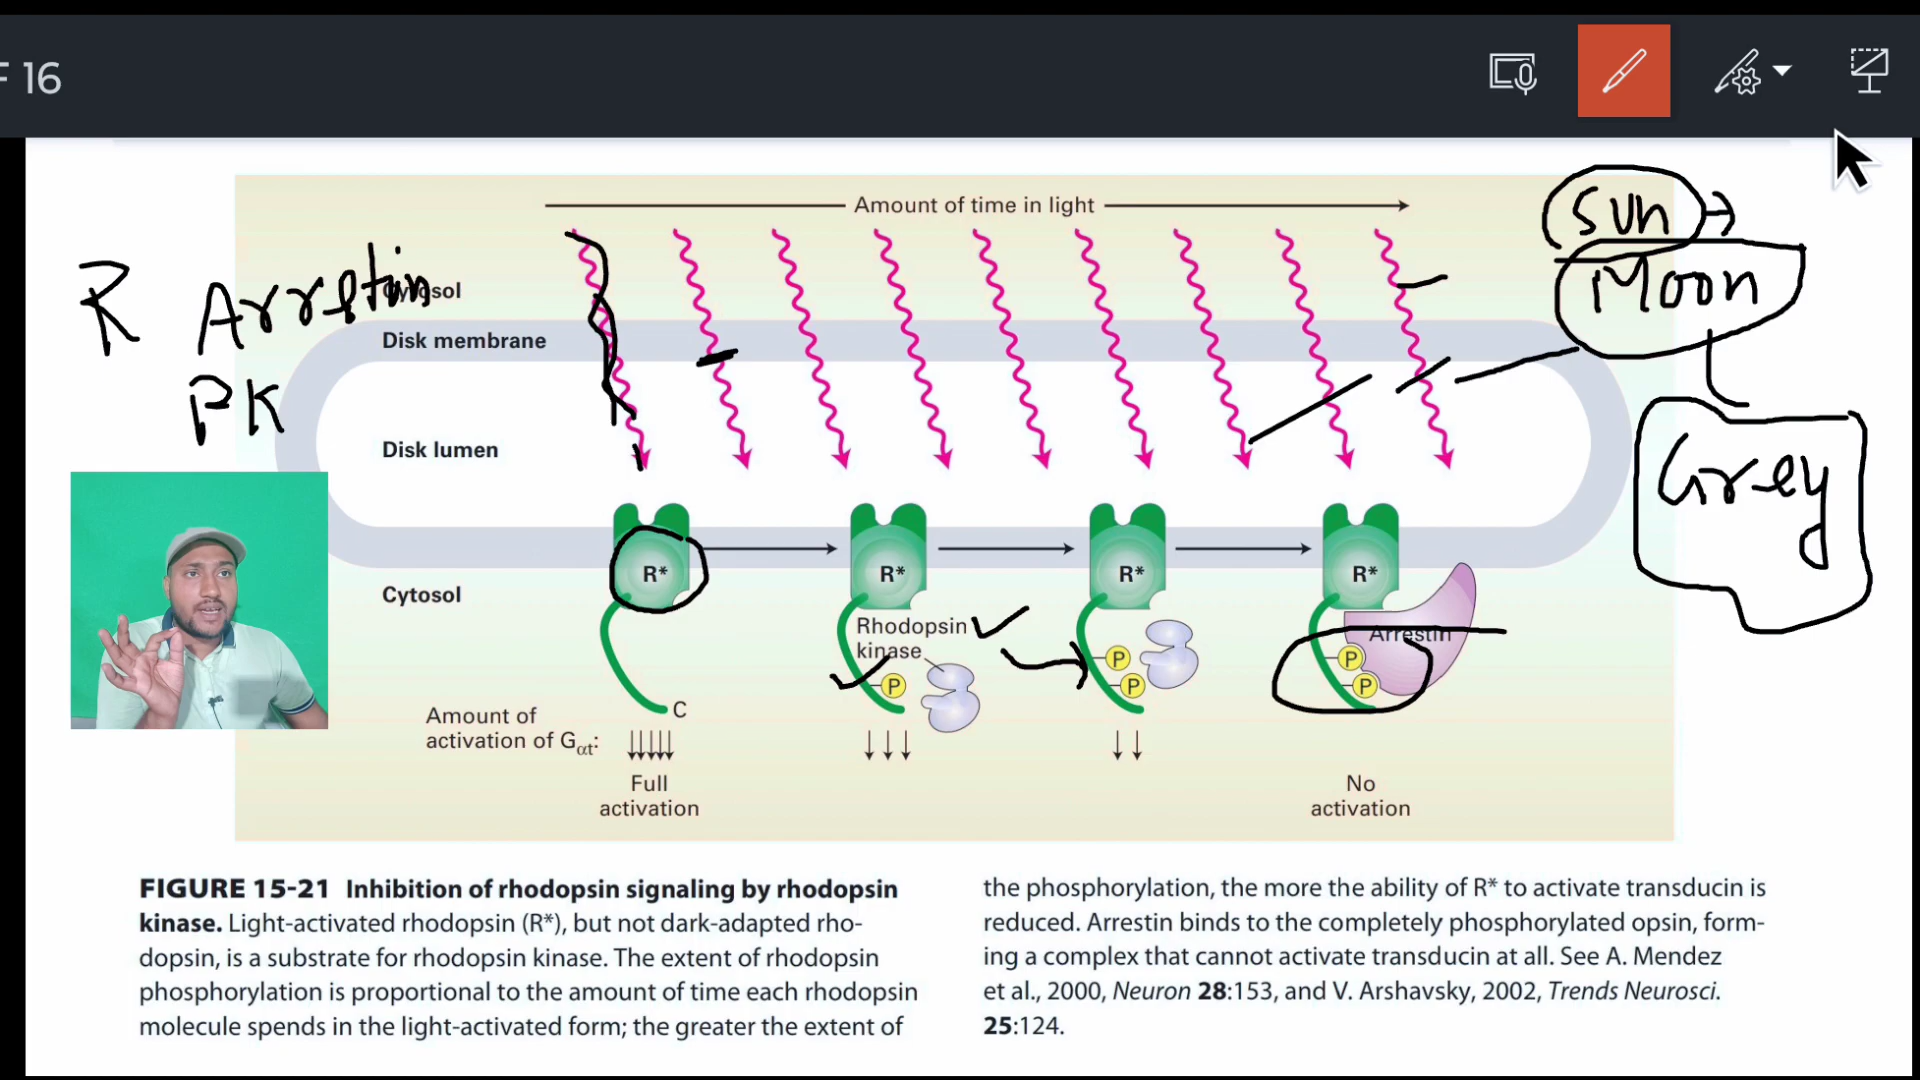 F 16
Amount of time in light
Sun
Moon
Grey
R Arrestin
PK
Cytosol
Disk membrane
Disk lumen
Cytosol
R* R* R* R*
Rhodopsin
kinase
Arrestin
P P P P P
C
Amount of
activation of Gαt:
Full
activation
No
activation
FIGURE 15-21 Inhibition of rhodopsin signaling by rhodopsin
kinase. Light-activated rhodopsin (R*), but not dark-adapted rho-
dopsin, is a substrate for rhodopsin kinase. The extent of rhodopsin
phosphorylation is proportional to the amount of time each rhodopsin
molecule spends in the light-activated form; the greater the extent of
the phosphorylation, the more the ability of R* to activate transducin is
reduced. Arrestin binds to the completely phosphorylated opsin, form-
ing a complex that cannot activate transducin at all. See A. Mendez
et al., 2000, Neuron 28:153, and V. Arshavsky, 2002, Trends Neurosci.
25:124.